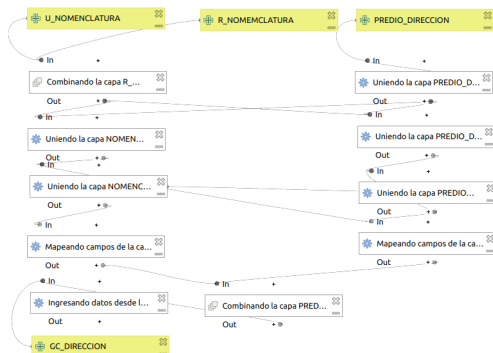 U_NOMENCLATURA
R_NOMEMCLATURA
PREDIO_DIRECCION
In
In
Combinando la capa R_...
Uniendo la capa PREDIO_D...
Out
Out
In
In
Uniendo la capa NOMEN...
Uniendo la capa PREDIO_D...
Out
Out
In
Uniendo la capa NOMENC...
Uniendo la capa PREDIO...
Out
Out
In
In
Mapeando campos de la ca...
Mapeando campos de la ca...
Out
Out
In
In
Ingresando datos desde l...
Combinando la capa PRED...
Out
Out
GC_DIRECCION